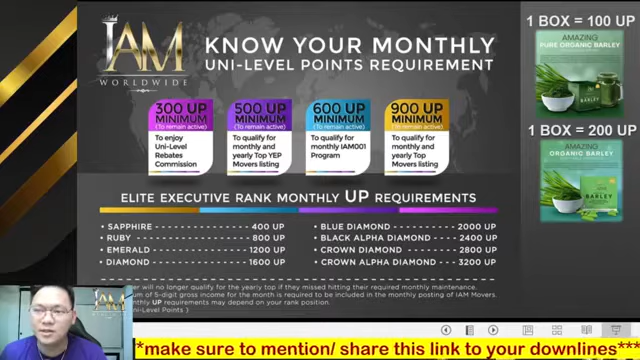 IAM
WORLDWIDE
KNOW YOUR MONTHLY
UNI-LEVEL POINTS REQUIREMENT
300 UP
MINIMUM
(To remain active)
To enjoy
Uni-Level
Rebates
Commission
500 UP
MINIMUM
(To remain active)
To qualify for
monthly and
yearly Top YEP
Movers listing
600 UP
MINIMUM
(To remain active)
To qualify for
monthly IAM001
Program
900 UP
MINIMUM
(To remain active)
To qualify for
monthly and
yearly Top
Movers listing
ELITE EXECUTIVE RANK MONTHLY UP REQUIREMENTS
• SAPPHIRE - - - - - - - - - - - - - - - 400 UP
• RUBY - - - - - - - - - - - - - - - - - - - 800 UP
• EMERALD - - - - - - - - - - - - - - - 1200 UP
• DIAMOND - - - - - - - - - - - - - - - 1600 UP
• BLUE DIAMOND - - - - - - - - - - - 2000 UP
• BLACK ALPHA DIAMOND - - - - 2400 UP
• CROWN DIAMOND - - - - - - - - - 2800 UP
• CROWN ALPHA DIAMOND - - - - 3200 UP
will no longer qualify for the yearly top if they missed hitting their required monthly maintenance.
of 5-digit gross income for the month is required to be included in the monthly posting of IAM Movers.
UP requirements may depend on your rank position.
-Level Points )
1 BOX = 100 UP
AMAZING
PURE ORGANIC BARLEY
BARLEY
1 BOX = 200 UP
AMAZING
ORGANIC BARLEY
BARLEY
IAM
*make sure to mention/ share this link to your downlines***